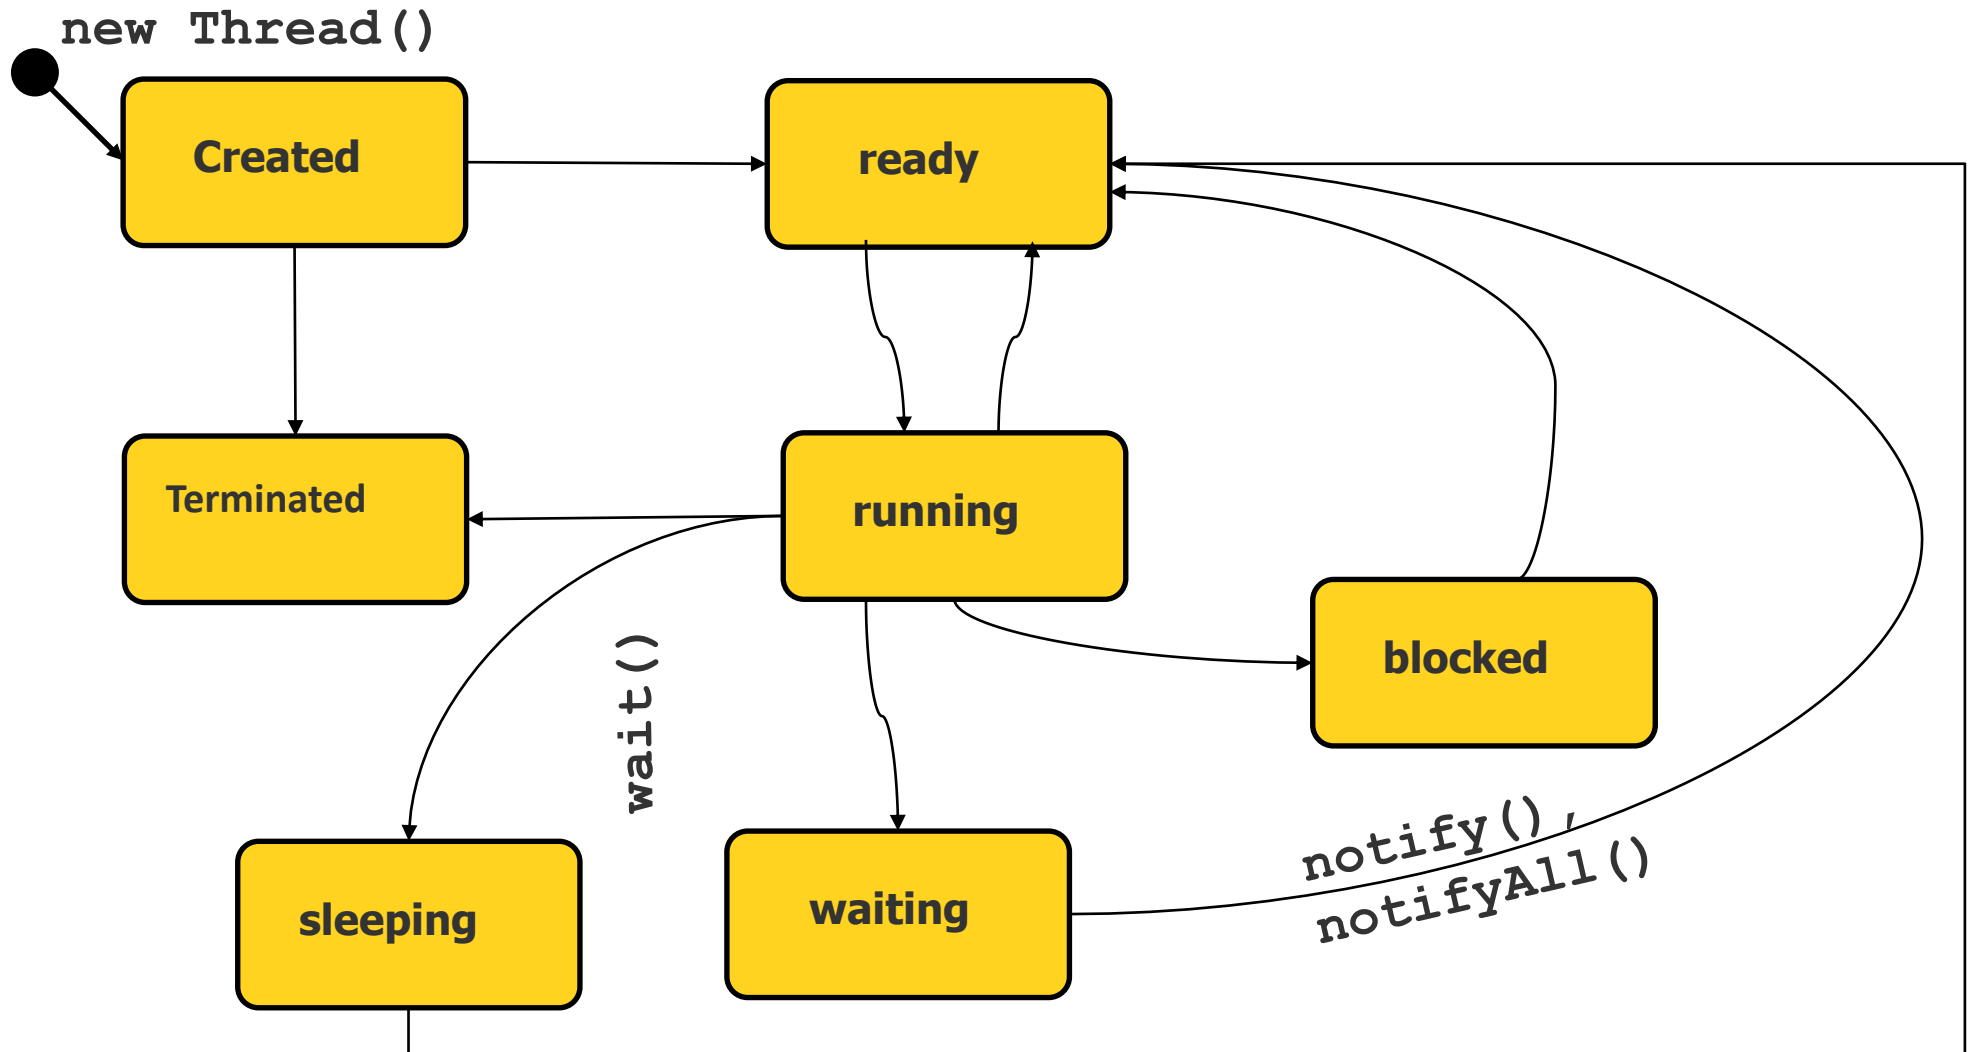 new Thread()
Created
ready
Terminated
running
wait()
blocked
notify(),
notifyAll()
sleeping
waiting